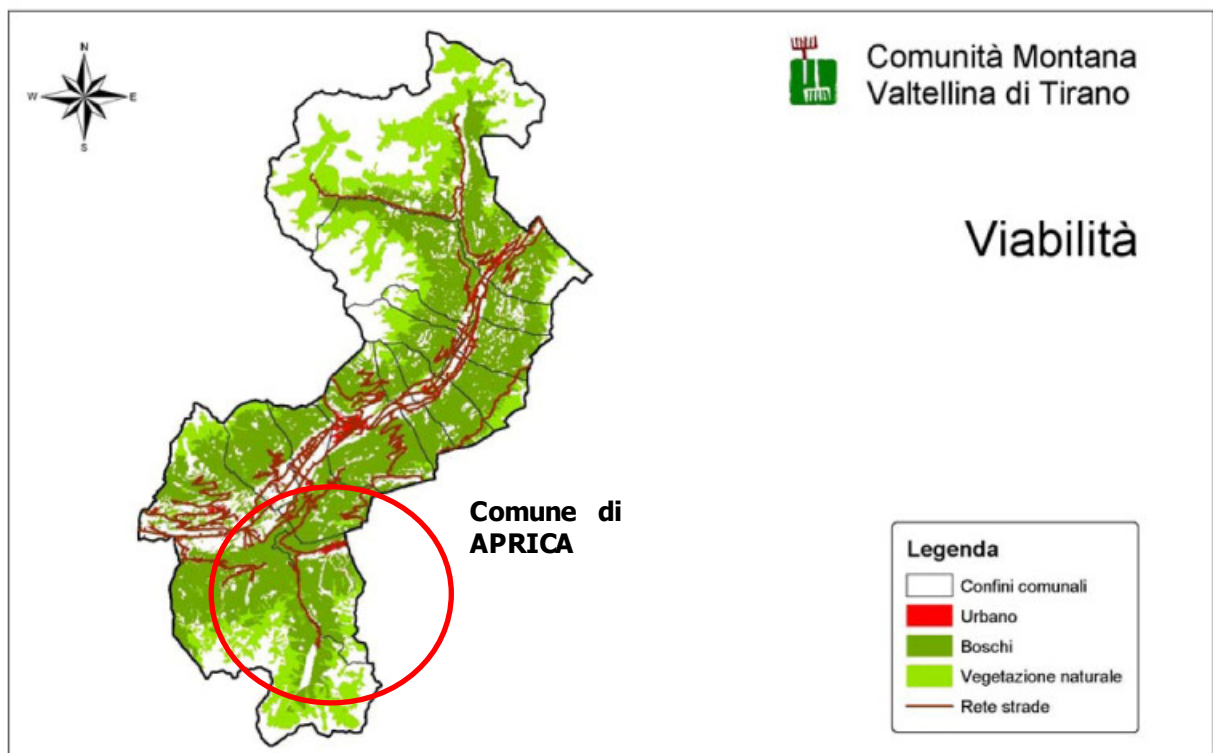 N
W
E
S
Comunità Montana
Valtellina di Tirano
Viabilità
Comune di
APRICA
Legenda
Confini comunali
Urbano
Boschi
Vegetazione naturale
Rete strade